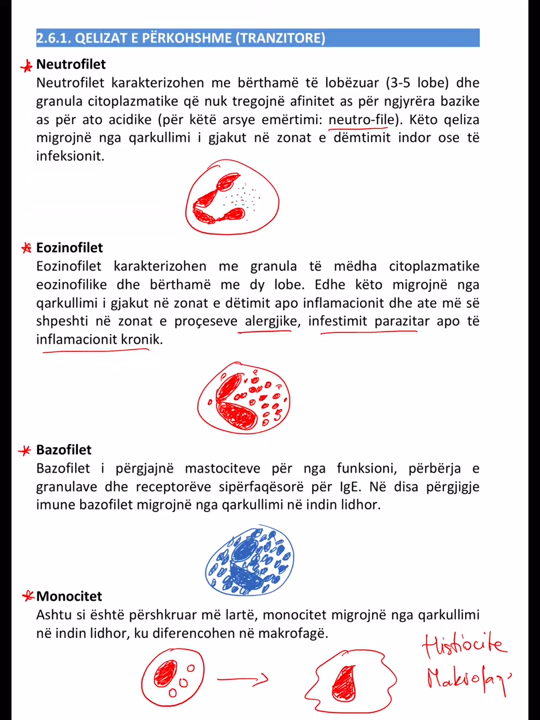 2.6.1. QELIZAT E PËRKOHSHME (TRANZITORE)
Neutrofilet
Neutrofilet karakterizohen me bërthamë të lobëzuar (3-5 lobe) dhe
granula citoplazmatike që nuk tregojnë afinitet as për ngjyrëra bazike
as për ato acidike (për këtë arsye emërtimi: neutro-file). Këto qeliza
migrojnë nga qarkullimi i gjakut në zonat e dëmtimit indor ose të
infeksionit.
Eozinofilet
Eozinofilet karakterizohen me granula të mëdha citoplazmatike
eozinofilike dhe bërthamë me dy lobe. Edhe këto migrojnë nga
qarkullimi i gjakut në zonat e dëtimit apo inflamacionit dhe ate më së
shpeshti në zonat e proçeseve alergjike, infestimit parazitar apo të
inflamacionit kronik.
Bazofilet
Bazofilet i përgjajnë mastociteve për nga funksioni, përbërja e
granulave dhe receptorëve sipërfaqësorë për IgE. Në disa përgjigje
imune bazofilet migrojnë nga qarkullimi në indin lidhor.
Monocitet
Ashtu si është përshkruar më lartë, monocitet migrojnë nga qarkullimi
në indin lidhor, ku diferencohen në makrofagë.
Histiocite
Makrofag